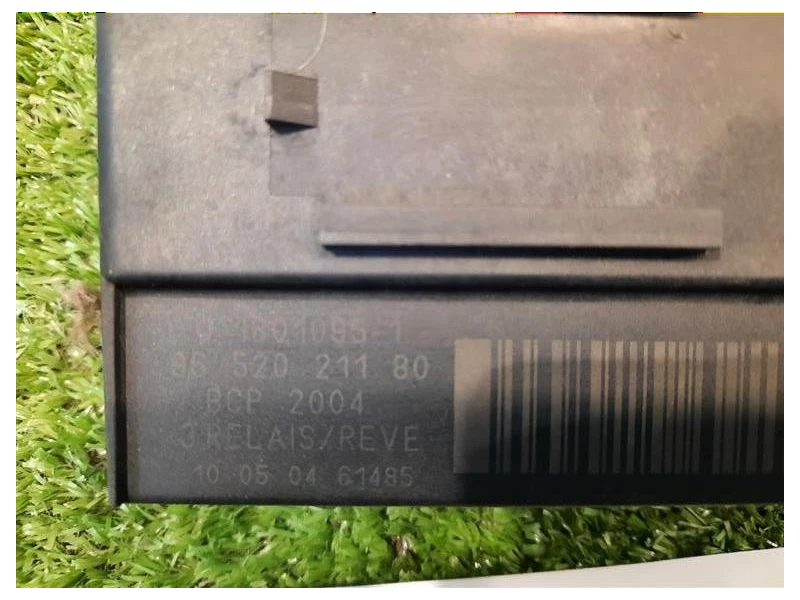 96 520 211 80
BCP 2004
3 RELAIS/REVE
10 05 04 61485